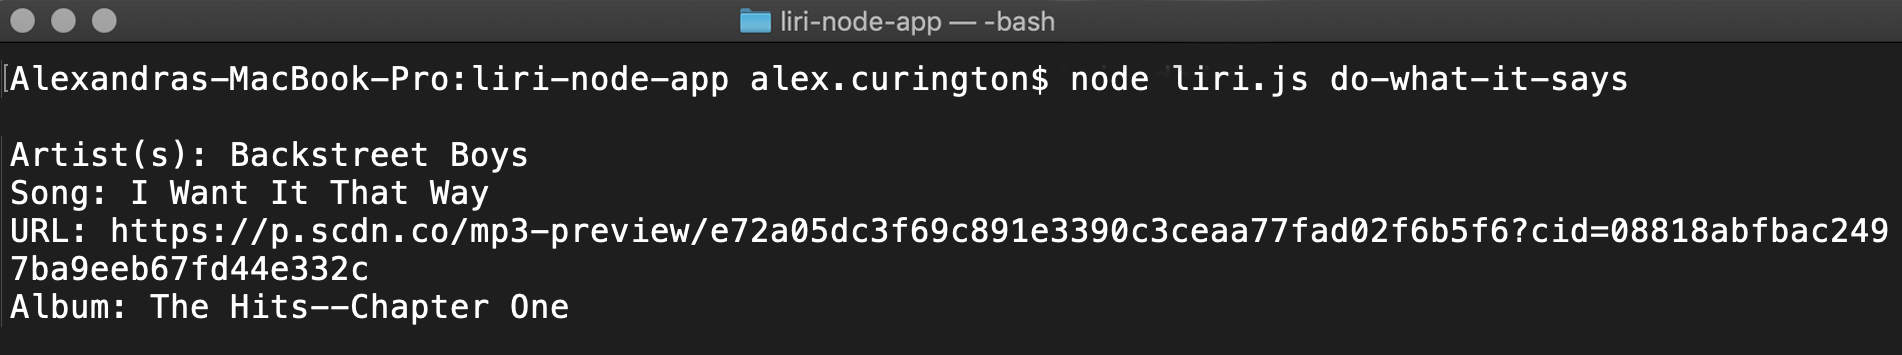 liri-node-app — -bash
[Alexandras-MacBook-Pro:liri-node-app alex.curington$ node liri.js do-what-it-says
Artist(s): Backstreet Boys
Song: I Want It That Way
URL: https://p.scdn.co/mp3-preview/e72a05dc3f69c891e3390c3ceaa77fad02f6b5f6?cid=08818abfbac249
7ba9eeb67fd44e332c
Album: The Hits--Chapter One